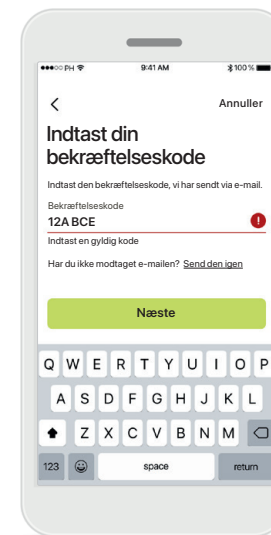 PH 9:41 AM 100%
Annuller
Indtast din
bekræftelseskode
Indtast den bekræftelseskode, vi har sendt via e-mail.
Bekræftelseskode
12A BCE
Indtast en gyldig kode
Har du ikke modtaget e-mailen? Send den igen
Næste
Q W E R T Y U I O P
A S D F G H J K L
Z X C V B N M
123 space return